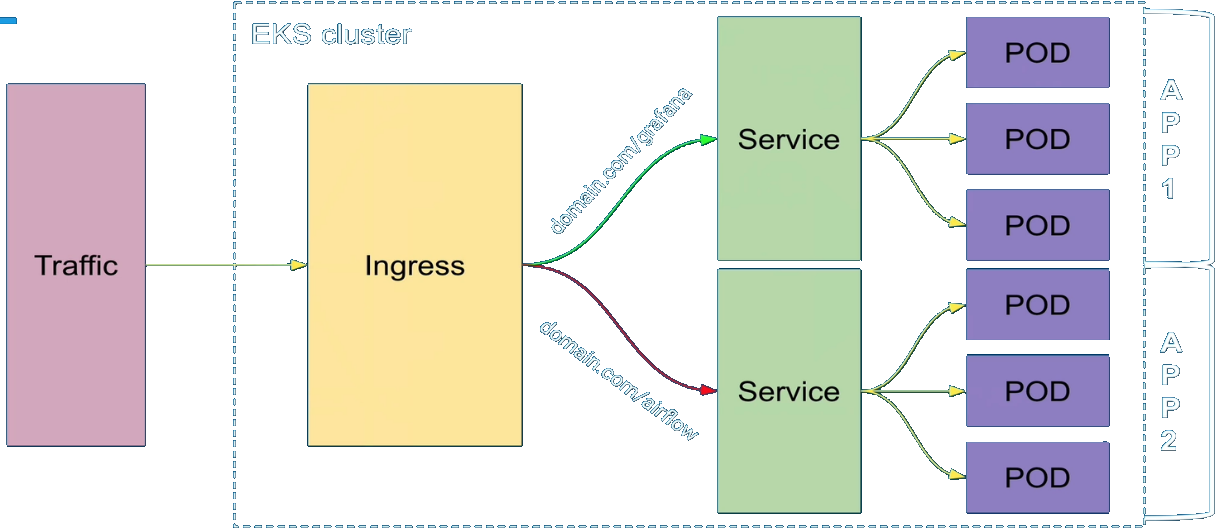 EKS cluster
Traffic
Ingress
domain.com/grafana
domain.com/airflow
Service
POD
POD
POD
APP1
Service
POD
POD
POD
APP2